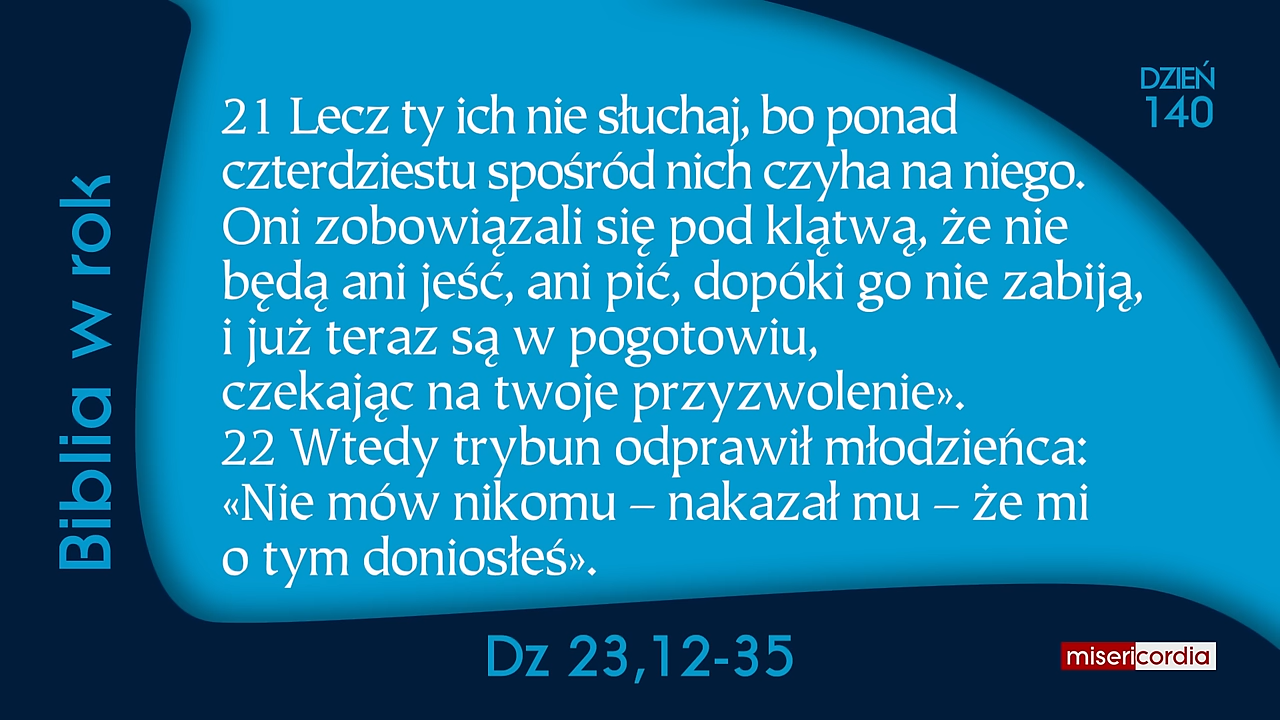 DZIEŃ
140
21 Lecz ty ich nie słuchaj, bo ponad
czterdziestu spośród nich czyha na niego.
Oni zobowiązali się pod klątwą, że nie
będą ani jeść, ani pić, dopóki go nie zabiją,
i już teraz są w pogotowiu,
czekając na twoje przyzwolenie».
22 Wtedy trybun odprawił młodzieńca:
«Nie mów nikomu – nakazał mu – że mi
o tym doniosłeś».
Biblia w rok
Dz 23,12-35
misericordia